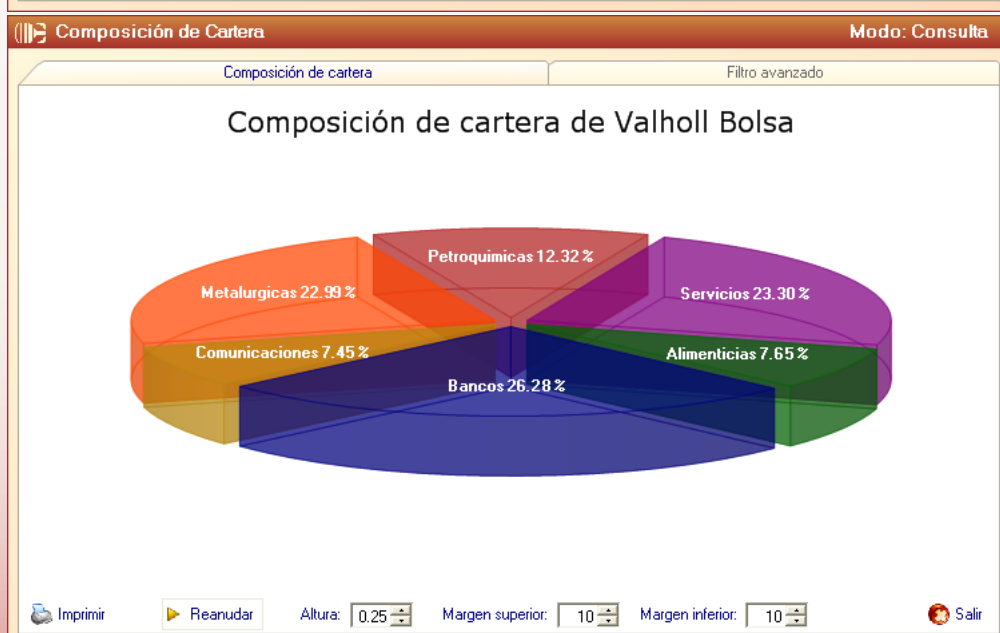 Composición de Cartera
Modo: Consulta
Composición de cartera
Filtro avanzado
Composición de cartera de Valholl Bolsa
Petroquimicas 12.32 %
Metalurgicas 22.99 %
Servicios 23.30 %
Comunicaciones 7.45 %
Alimenticias 7.65 %
Bancos 26.28 %
Imprimir
Reanudar
Altura: 0.25
Margen superior: 10
Margen inferior: 10
Salir